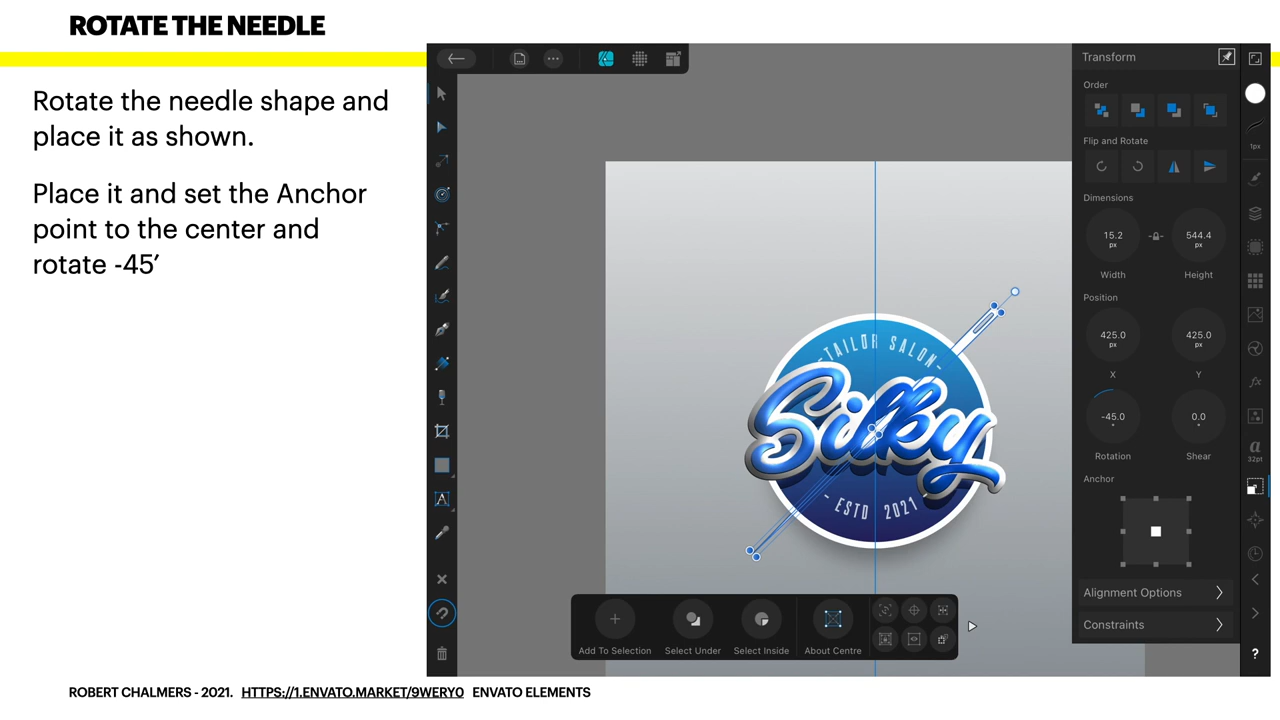 ROTATE THE NEEDLE
Rotate the needle shape and
place it as shown.
Place it and set the Anchor
point to the center and
rotate -45′
Transform
Order
Flip and Rotate
Dimensions
15.2 px
544.4 px
Width
Height
Position
425.0 px
425.0 px
X
Y
-45.0 °
0.0 °
Rotation
Shear
Anchor
Alignment Options
Constraints
1px
fx
a
32pt
?
A
-TAILOR SALON-
Silky
- ESTD 2021
Add To Selection
Select Under
Select Inside
About Centre
ROBERT CHALMERS - 2021. HTTPS://1.ENVATO.MARKET/9WERY0 ENVATO ELEMENTS